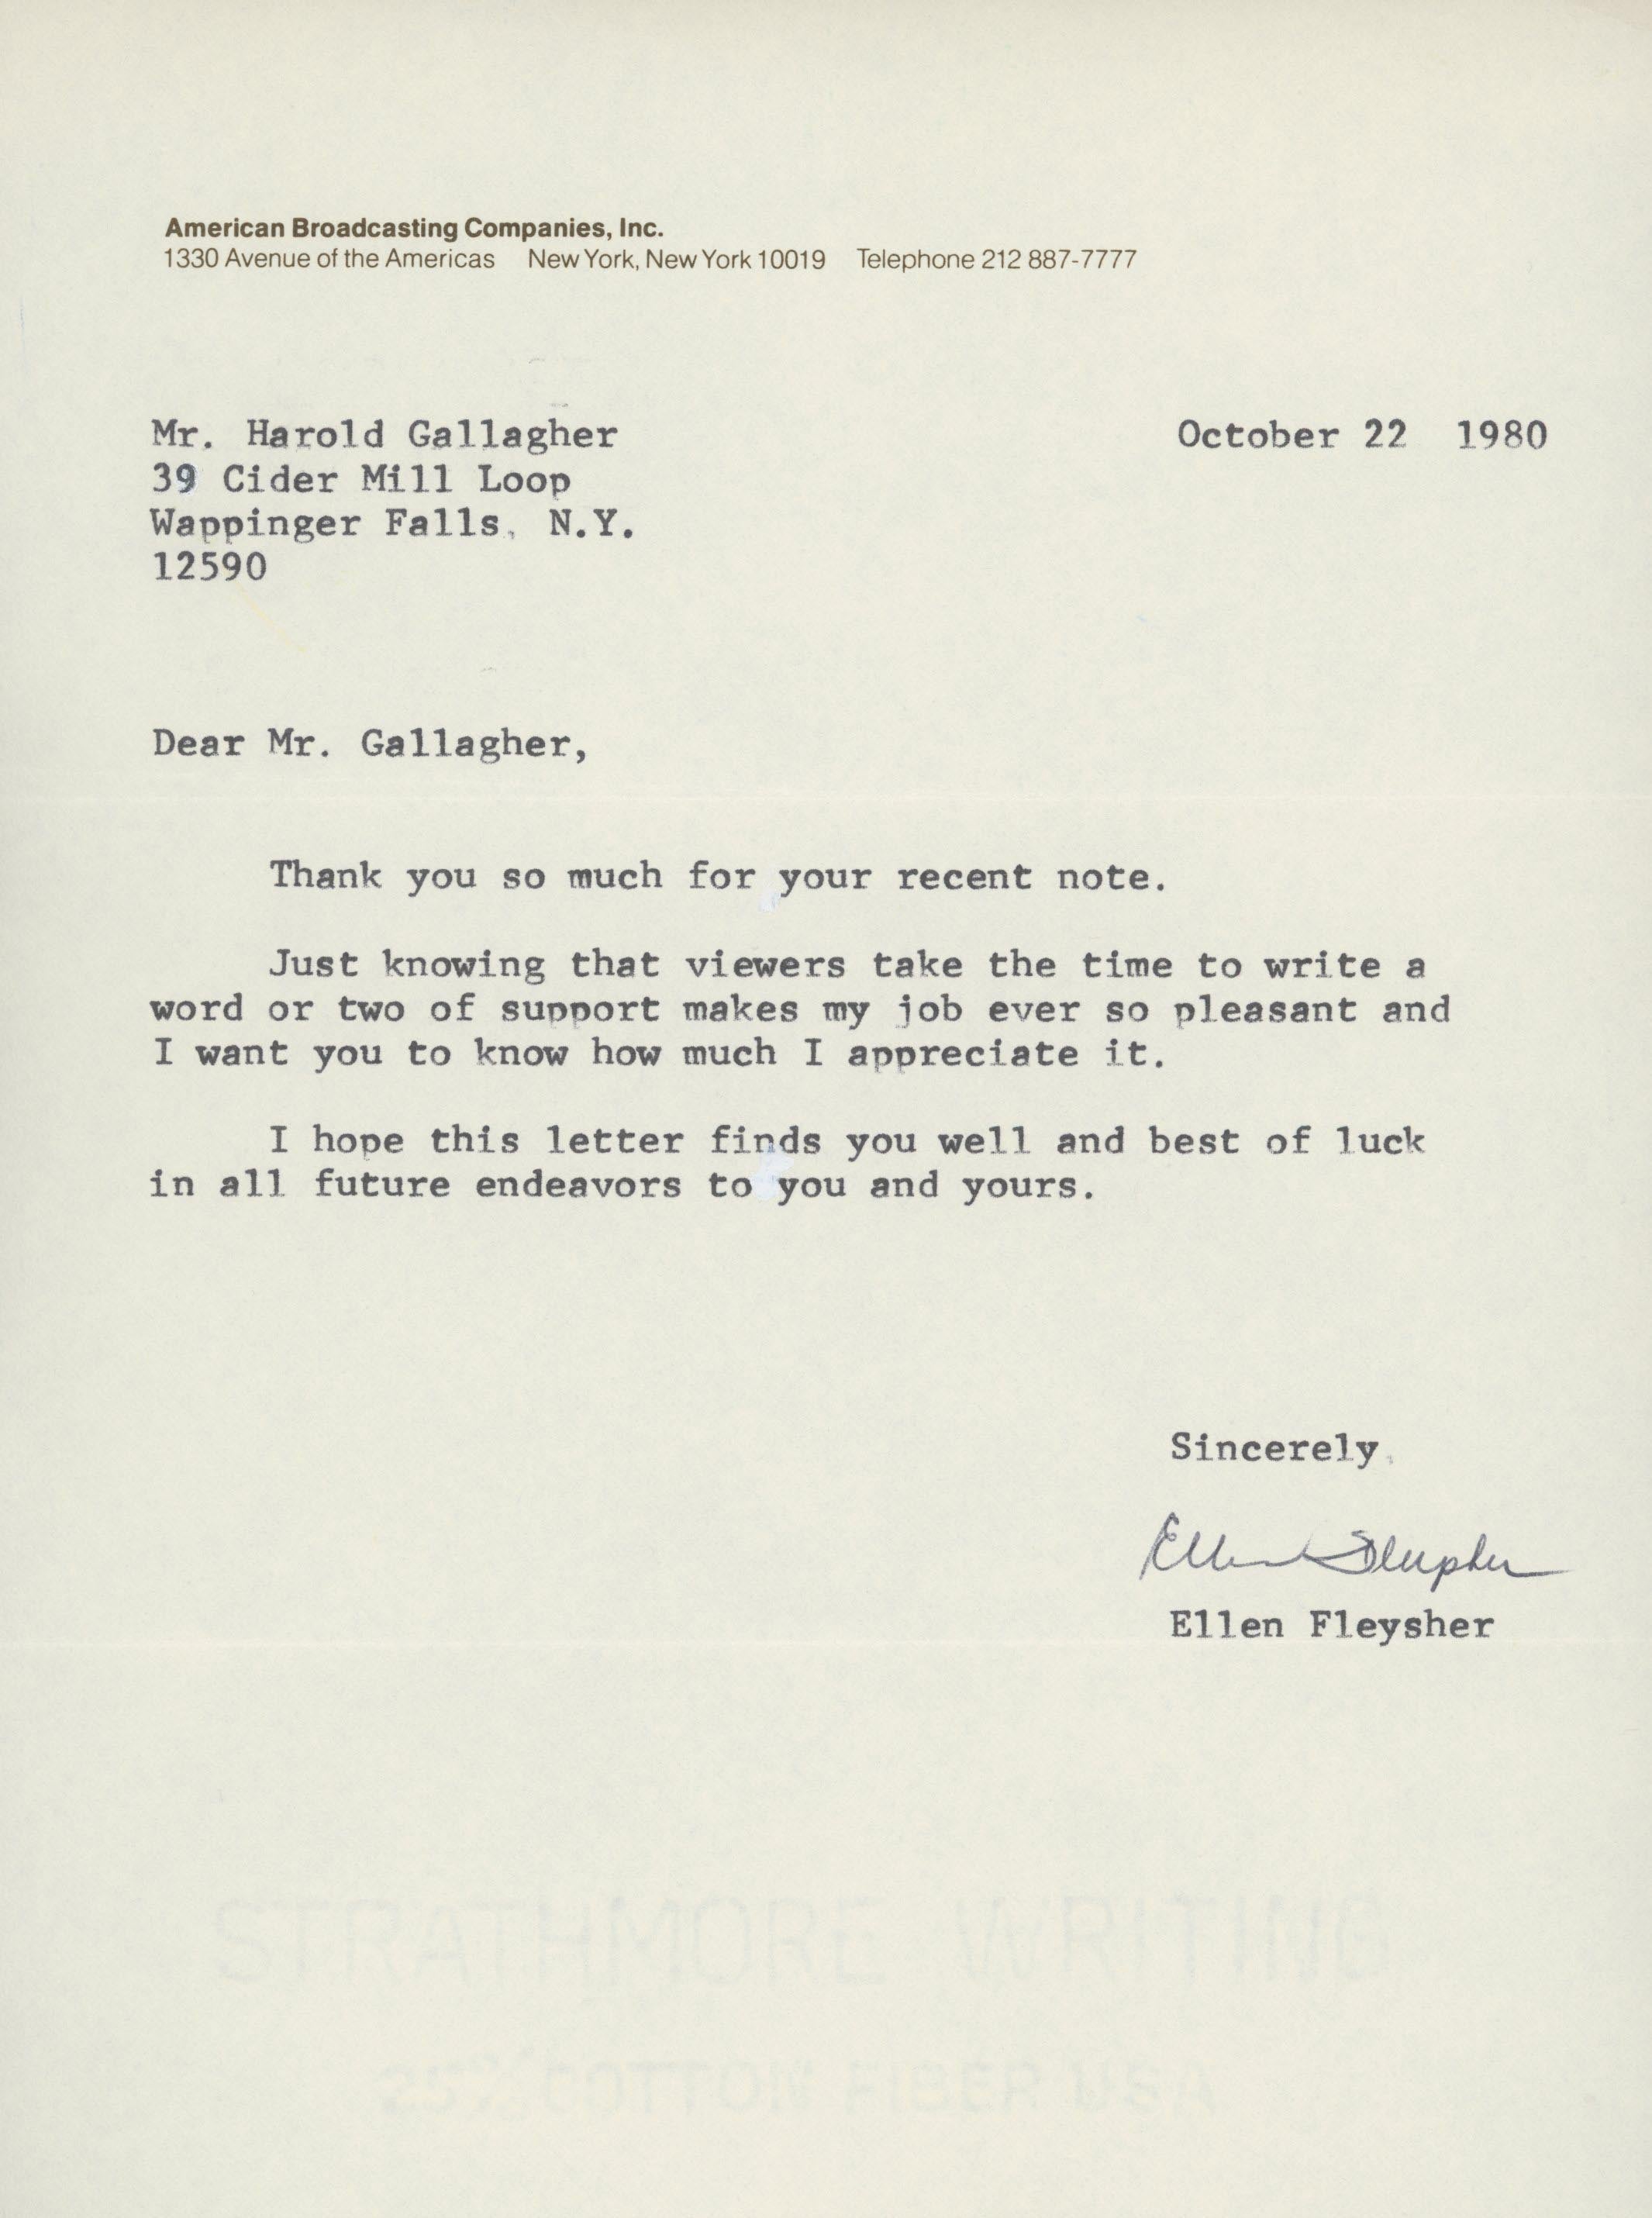 American Broadcasting Companies, Inc.
1330 Avenue of the Americas New York, New York 10019 Telephone 212 887-7777
Mr. Harold Gallagher October 22 1980
39 Cider Mill Loop
Wappinger Falls, N.Y.
12590
Dear Mr. Gallagher,
Thank you so much for your recent note.
Just knowing that viewers take the time to write a
word or two of support makes my job ever so pleasant and
I want you to know how much I appreciate it.
I hope this letter finds you well and best of luck
in all future endeavors to you and yours.
Sincerely,
Ellen Fleysher
Ellen Fleysher
STRATHMORE WRITING
25% COTTON FIBER USA